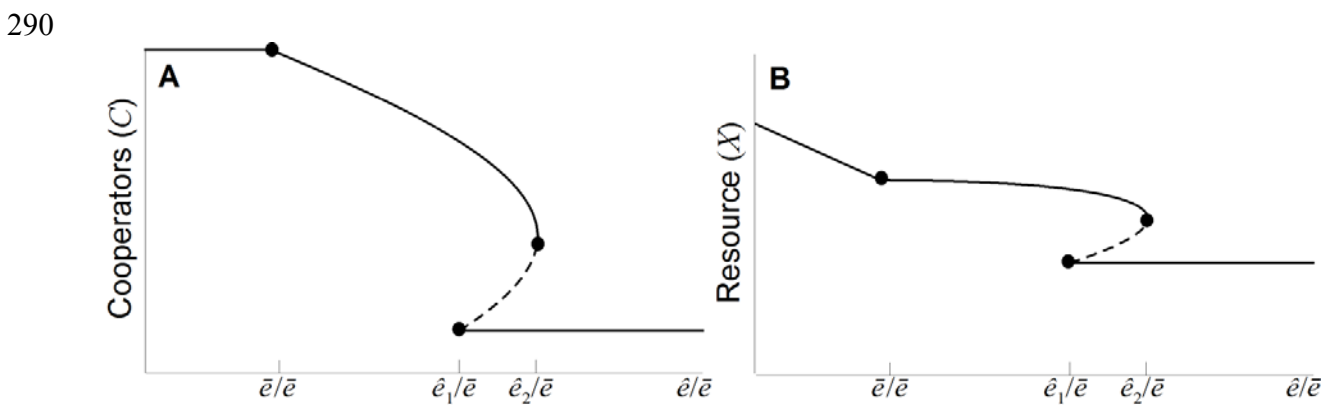 290
A
Cooperators (C)
ē/ē
ê₁/ē
ê₂/ē
ê/ē
B
Resource (X)
ē/ē
ê₁/ē
ê₂/ē
ê/ē